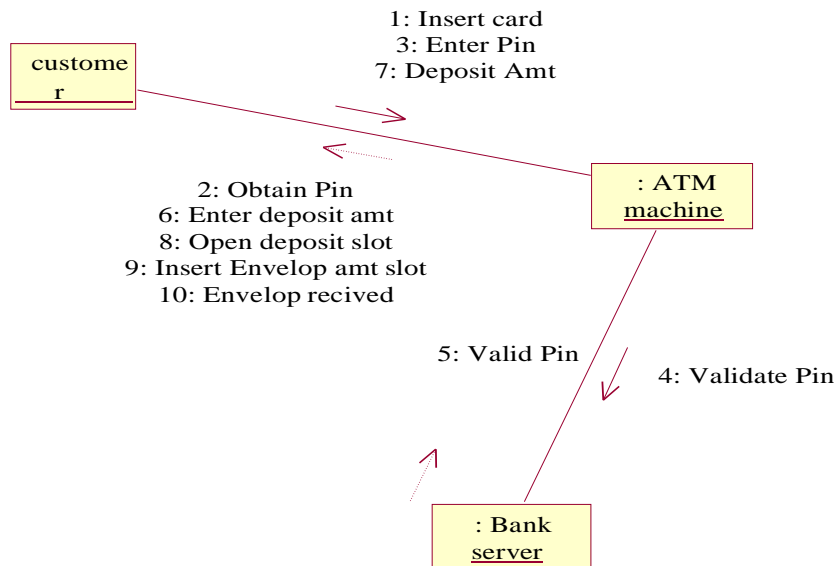 1: Insert card
3: Enter Pin
7: Deposit Amt
custome
r
2: Obtain Pin
6: Enter deposit amt
8: Open deposit slot
9: Insert Envelop amt slot
10: Envelop recived
: ATM
machine
5: Valid Pin
4: Validate Pin
: Bank
server